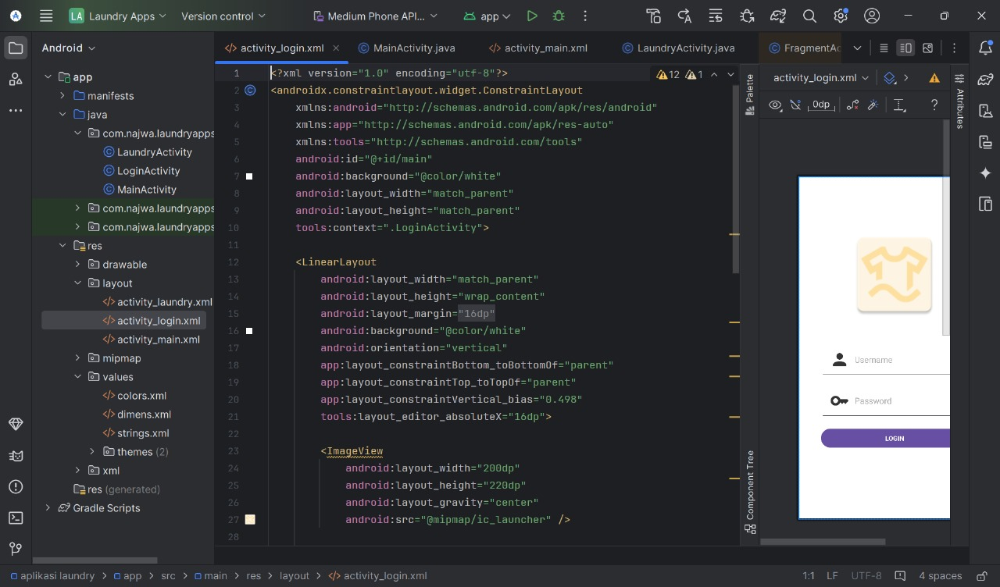 LA Laundry Apps Version control Medium Phone API... app
Android
app
manifests
java
com.najwa.laundryapps
LaundryActivity
LoginActivity
MainActivity
com.najwa.laundryapps
com.najwa.laundryapps
res
drawable
layout
activity_laundry.xml
activity_login.xml
activity_main.xml
mipmap
values
colors.xml
dimens.xml
strings.xml
themes (2)
xml
res (generated)
Gradle Scripts
activity_login.xml MainActivity.java activity_main.xml LaundryActivity.java FragmentAc
12 1
1 <?xml version="1.0" encoding="utf-8"?>
2 <androidx.constraintlayout.widget.ConstraintLayout
3 xmlns:android="http://schemas.android.com/apk/res/android"
4 xmlns:app="http://schemas.android.com/apk/res-auto"
5 xmlns:tools="http://schemas.android.com/tools"
6 android:id="@+id/main"
7 android:background="@color/white"
8 android:layout_width="match_parent"
9 android:layout_height="match_parent"
10 tools:context=".LoginActivity">
11
12 <LinearLayout
13 android:layout_width="match_parent"
14 android:layout_height="wrap_content"
15 android:layout_margin="16dp"
16 android:background="@color/white"
17 android:orientation="vertical"
18 app:layout_constraintBottom_toBottomOf="parent"
19 app:layout_constraintTop_toTopOf="parent"
20 app:layout_constraintVertical_bias="0.498"
21 tools:layout_editor_absoluteX="16dp">
22
23 <ImageView
24 android:layout_width="200dp"
25 android:layout_height="220dp"
26 android:layout_gravity="center"
27 android:src="@mipmap/ic_launcher" />
28
Palette
Component Tree
activity_login.xml
0dp
?
Attributes
Username
Password
LOGIN
aplikasi laundry > app > src > main > res > layout > activity_login.xml
1:1 LF UTF-8 4 spaces